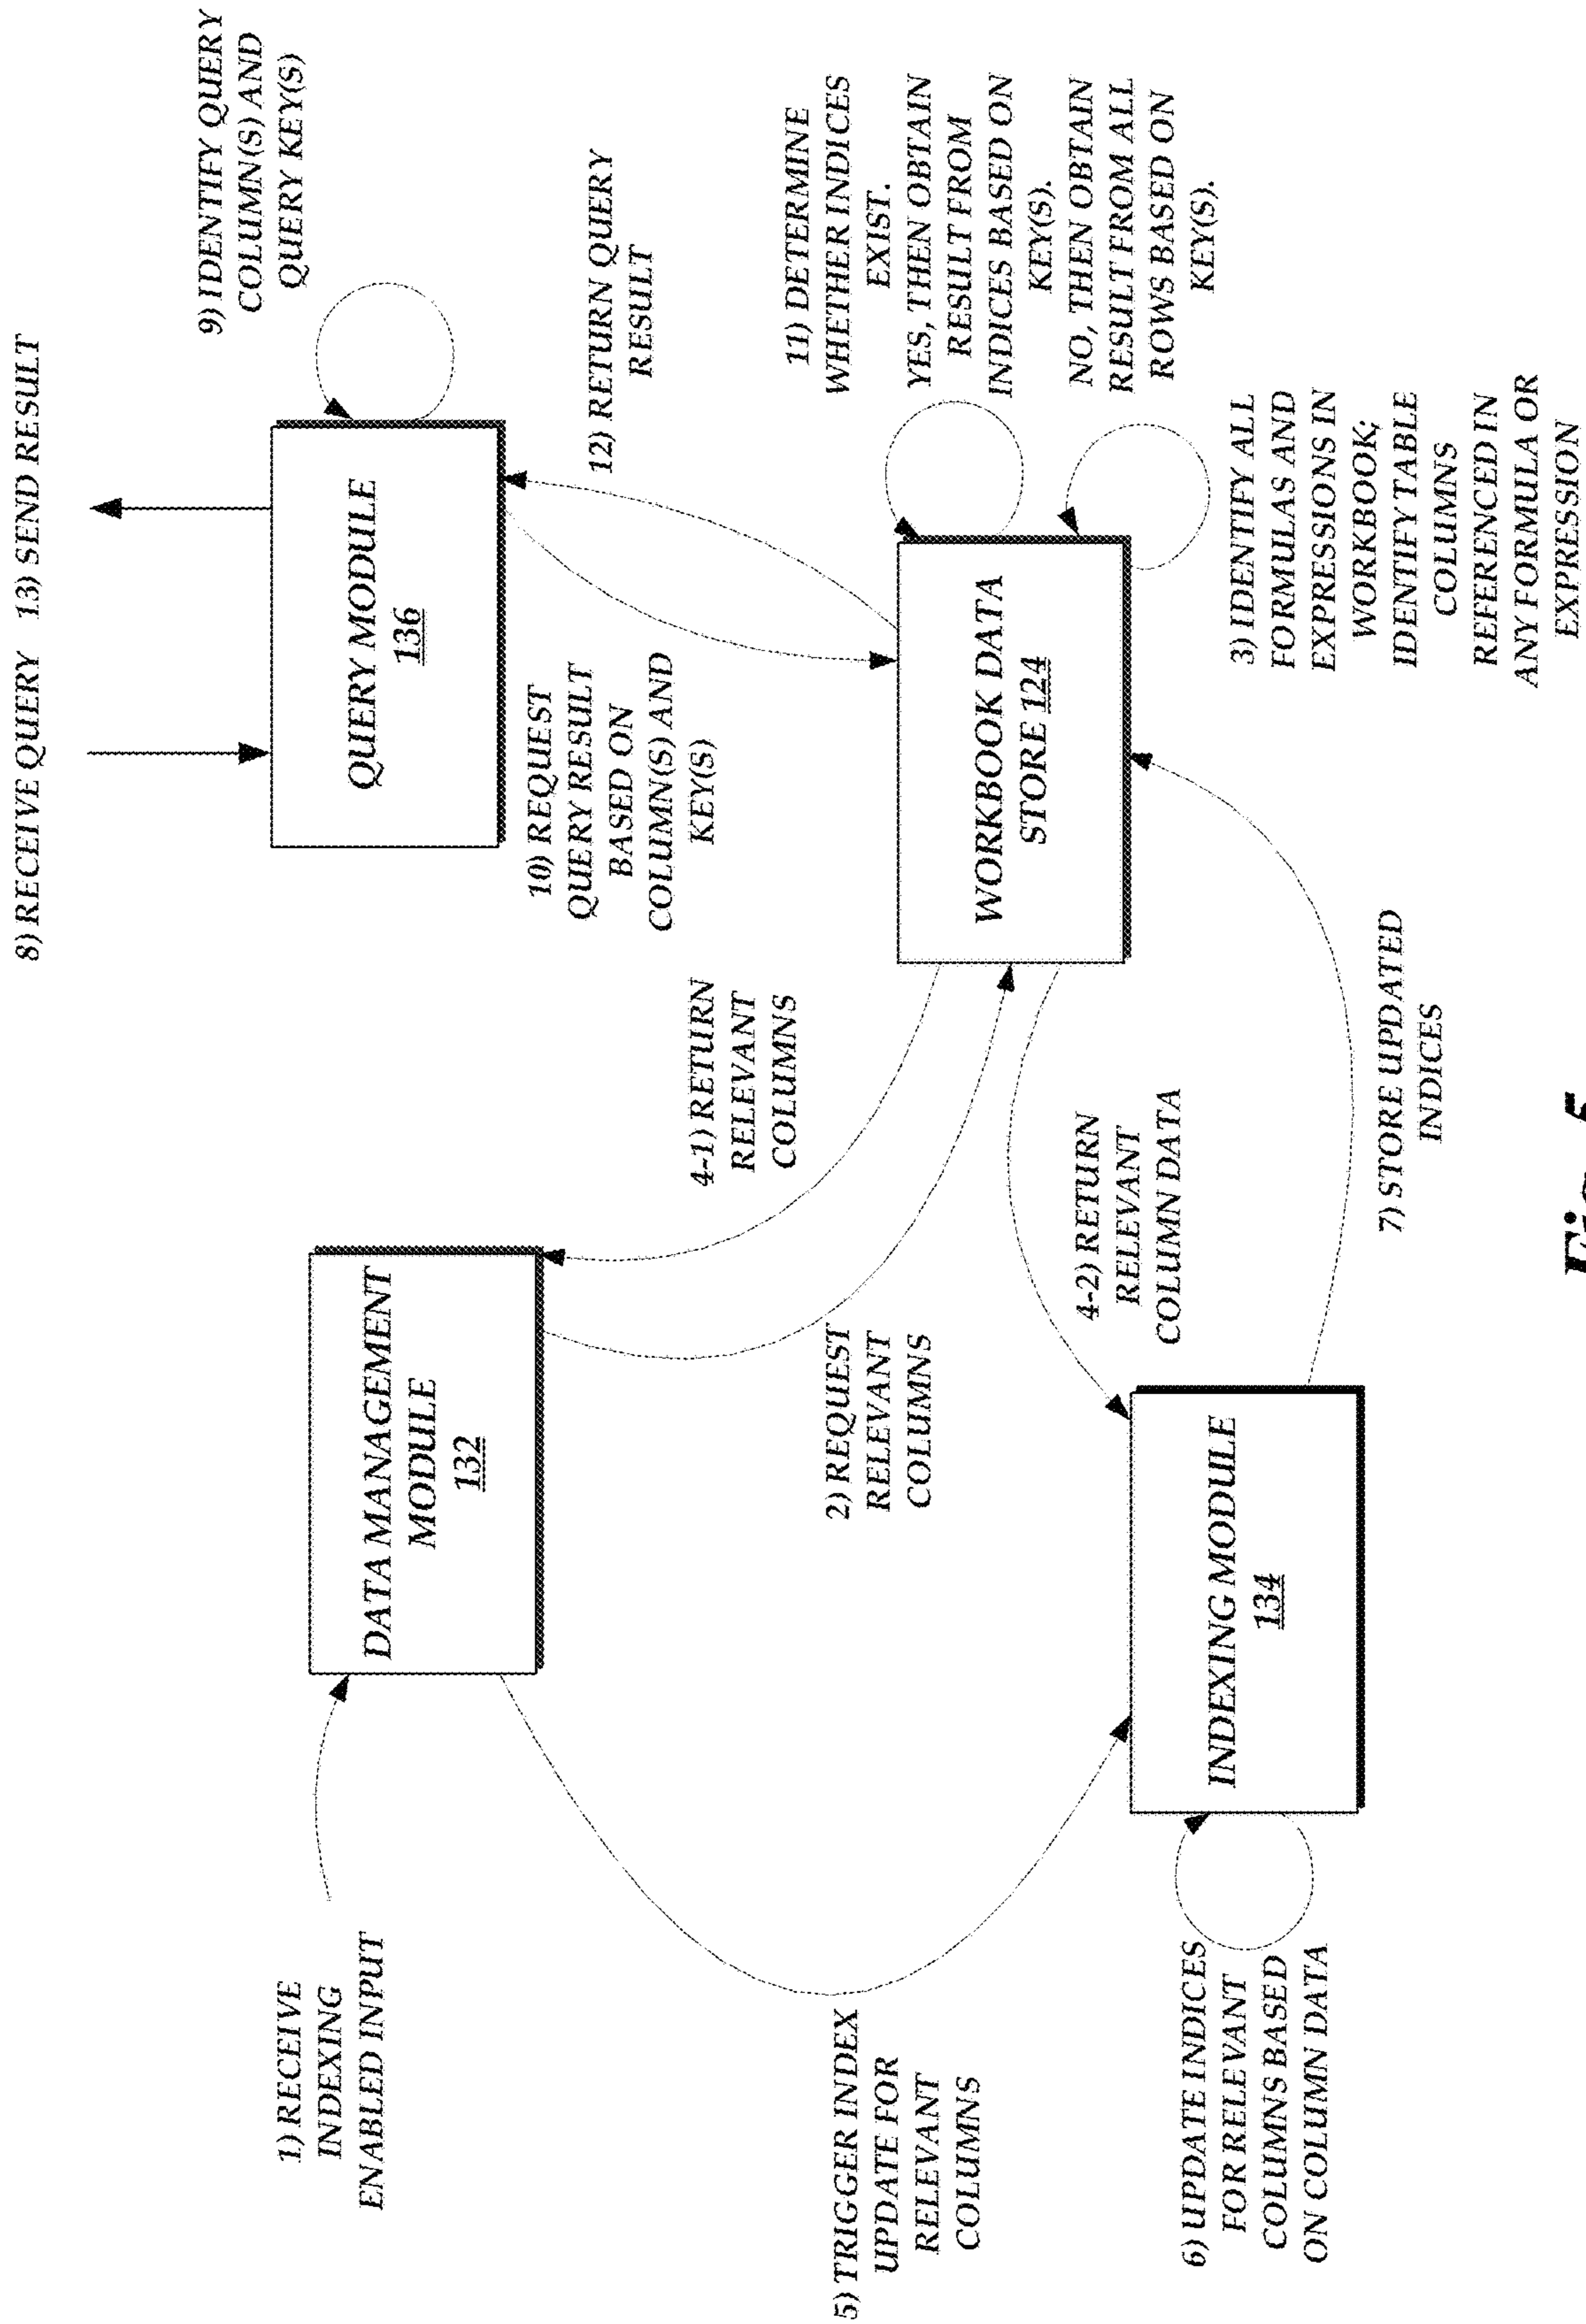 8) RECEIVE QUERY
13) SEND RESULT
QUERY MODULE
136
9) IDENTIFY QUERY
COLUMN(S) AND
QUERY KEY(S)
10) REQUEST
QUERY RESULT
BASED ON
COLUMN(S) AND
KEY(S)
12) RETURN QUERY
RESULT
1) RECEIVE
INDEXING
ENABLED INPUT
DATA MANAGEMENT
MODULE
132
4-1) RETURN
RELEVANT
COLUMNS
2) REQUEST
RELEVANT
COLUMNS
WORKBOOK DATA
STORE 124
11) DETERMINE
WHETHER INDICES
EXIST.
YES, THEN OBTAIN
RESULT FROM
INDICES BASED ON
KEY(S).
NO, THEN OBTAIN
RESULT FROM ALL
ROWS BASED ON
KEY(S).
3) IDENTIFY ALL
FORMULAS AND
EXPRESSIONS IN
WORKBOOK;
IDENTIFY TABLE
COLUMNS
REFERENCED IN
ANY FORMULA OR
EXPRESSION
5) TRIGGER INDEX
UPDATE FOR
RELEVANT
COLUMNS
4-2) RETURN
RELEVANT
COLUMN DATA
INDEXING MODULE
134
6) UPDATE INDICES
FOR RELEVANT
COLUMNS BASED
ON COLUMN DATA
7) STORE UPDATED
INDICES